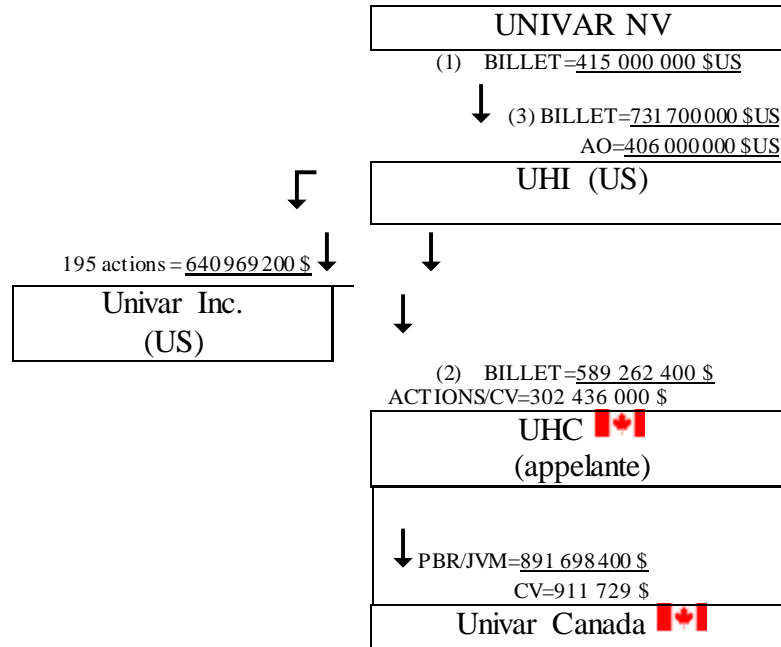 UNIVAR NV
(1) BILLET=415 000 000 $US
(3) BILLET=731 700 000 $US
AO=406 000 000 $US
UHI (US)
195 actions = 640 969 200 $
Univar Inc.
(US)
(2) BILLET=589 262 400 $
ACTIONS/CV=302 436 000 $
UHC
(appelante)
PBR/JVM=891 698 400 $
CV=911 729 $
Univar Canada